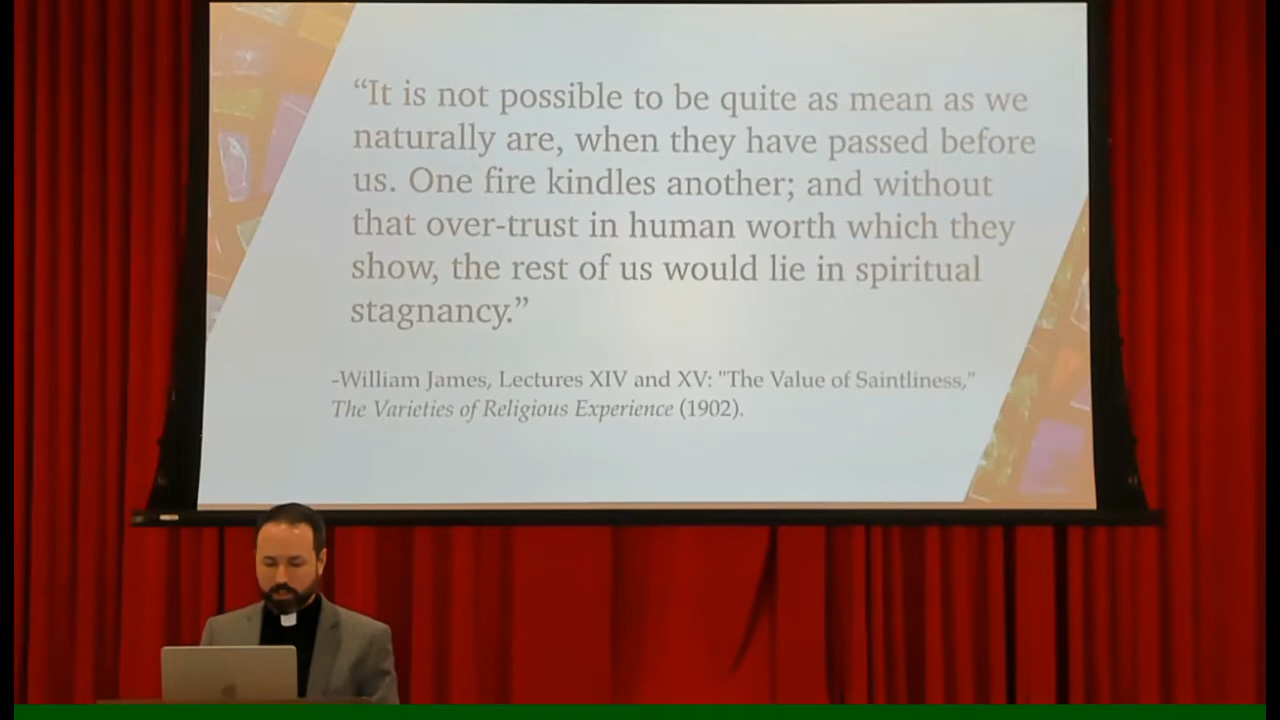 “It is not possible to be quite as mean as we
naturally are, when they have passed before
us. One fire kindles another; and without
that over-trust in human worth which they
show, the rest of us would lie in spiritual
stagnancy.”
-William James, Lectures XIV and XV: "The Value of Saintliness,"
The Varieties of Religious Experience (1902).